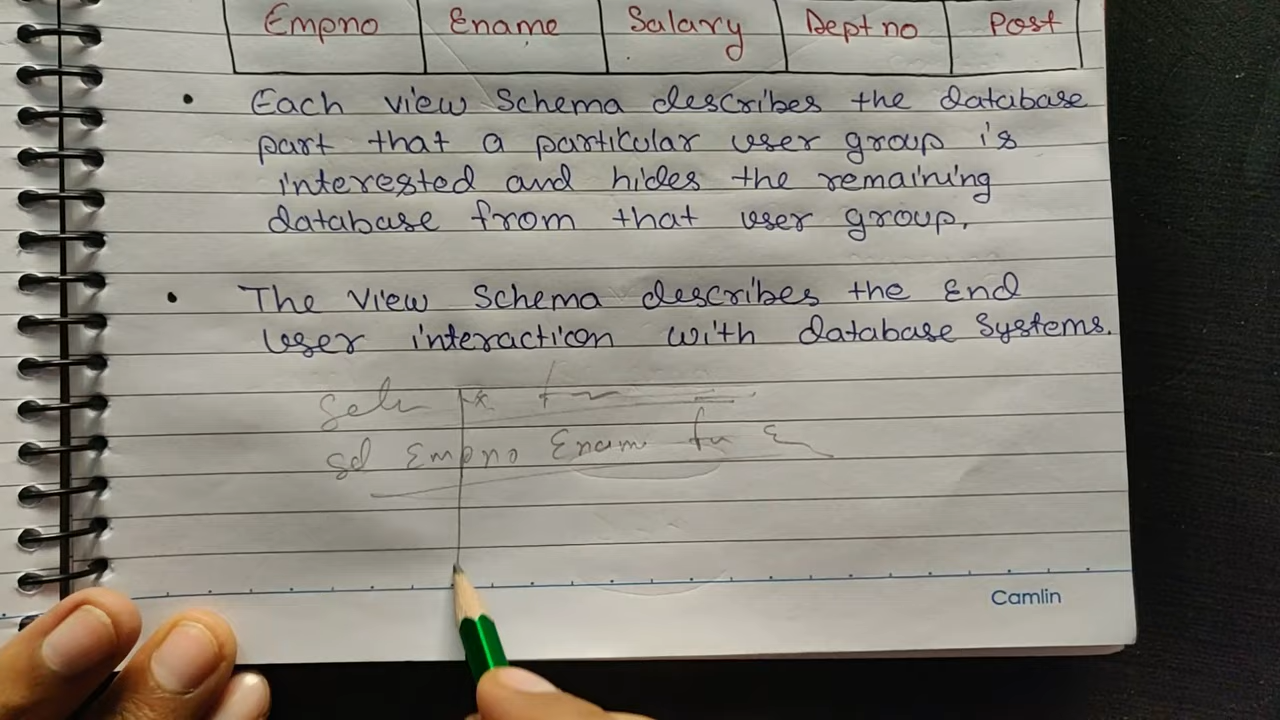 Empno Ename Salary Dept no Post
• Each view Schema describes the database
part that a particular user group is
interested and hides the remaining
database from that user group.
• The View Schema describes the End
User interaction with database Systems.
* 
Empno Enam
Camlin